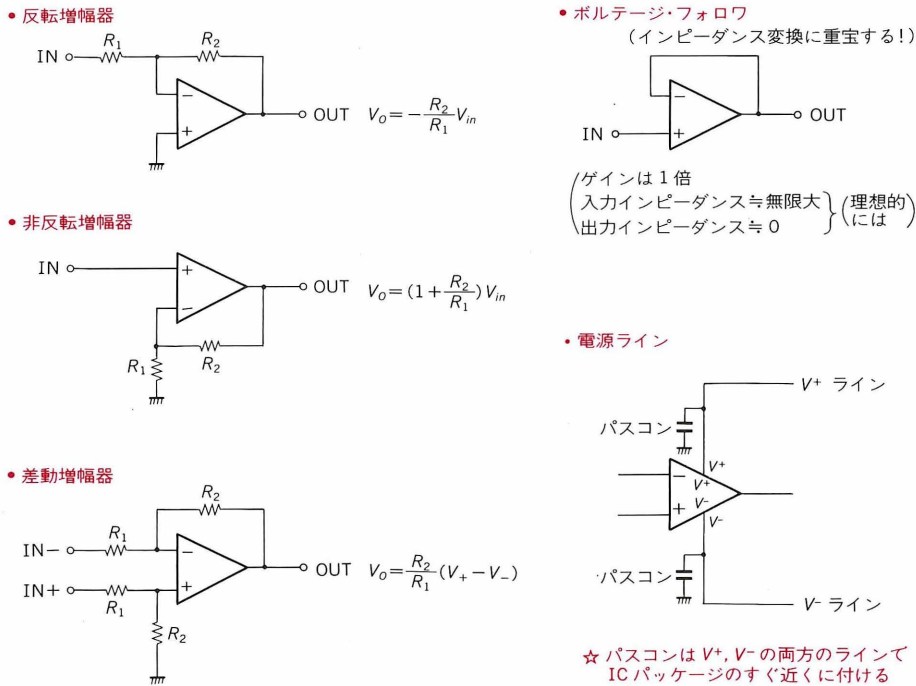 • 反転増幅器
R₁
R₂
IN
−
+
OUT
V₀=−R₂/R₁ Vin
• 非反転増幅器
IN
+
−
OUT
V₀=(1+R₂/R₁)Vin
R₁
R₂
• 差動増幅器
R₂
R₁
IN−
−
IN+
+
R₁
R₂
OUT
V₀=R₂/R₁(V₊−V₋)
• ボルテージ・フォロワ
(インピーダンス変換に重宝する!)
−
IN
+
OUT
ゲインは1倍
入力インピーダンス≒無限大
出力インピーダンス≒0
(理想的
には)
• 電源ライン
V⁺ ライン
パスコン
V⁺
−
V⁺
+
V⁻
V⁻
パスコン
V⁻ ライン
☆ パスコンはV⁺, V⁻の両方のラインで
ICパッケージのすぐ近くに付ける